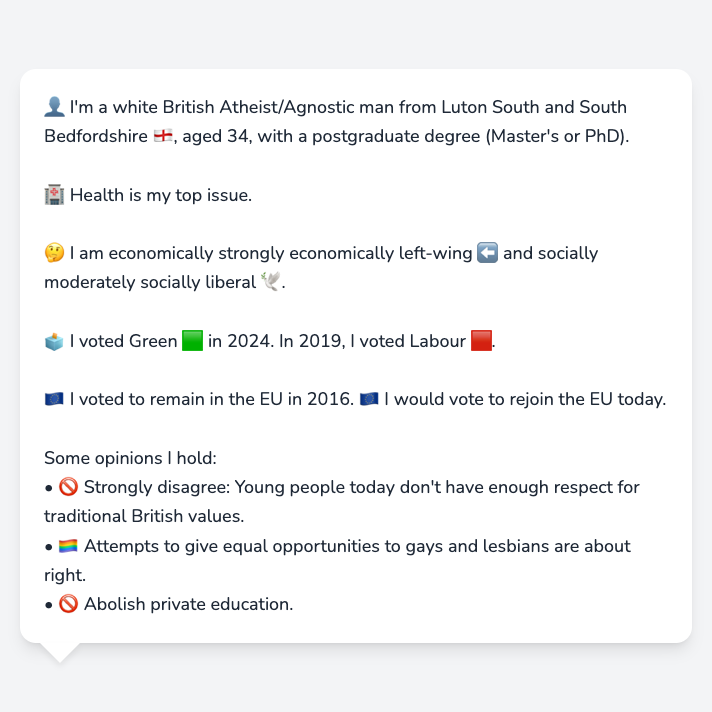 👤 I'm a white British Atheist/Agnostic man from Luton South and South
Bedfordshire 🏴󠁧󠁢󠁥󠁮󠁧󠁿, aged 34, with a postgraduate degree (Master's or PhD).
🏥 Health is my top issue.
🤔 I am economically strongly economically left-wing ⬅️ and socially
moderately socially liberal 🕊️.
🗳️ I voted Green 🟩 in 2024. In 2019, I voted Labour 🟥.
🇪🇺 I voted to remain in the EU in 2016. 🇪🇺 I would vote to rejoin the EU today.
Some opinions I hold:
• 🚫 Strongly disagree: Young people today don't have enough respect for
traditional British values.
• 🏳️‍🌈 Attempts to give equal opportunities to gays and lesbians are about
right.
• 🚫 Abolish private education.